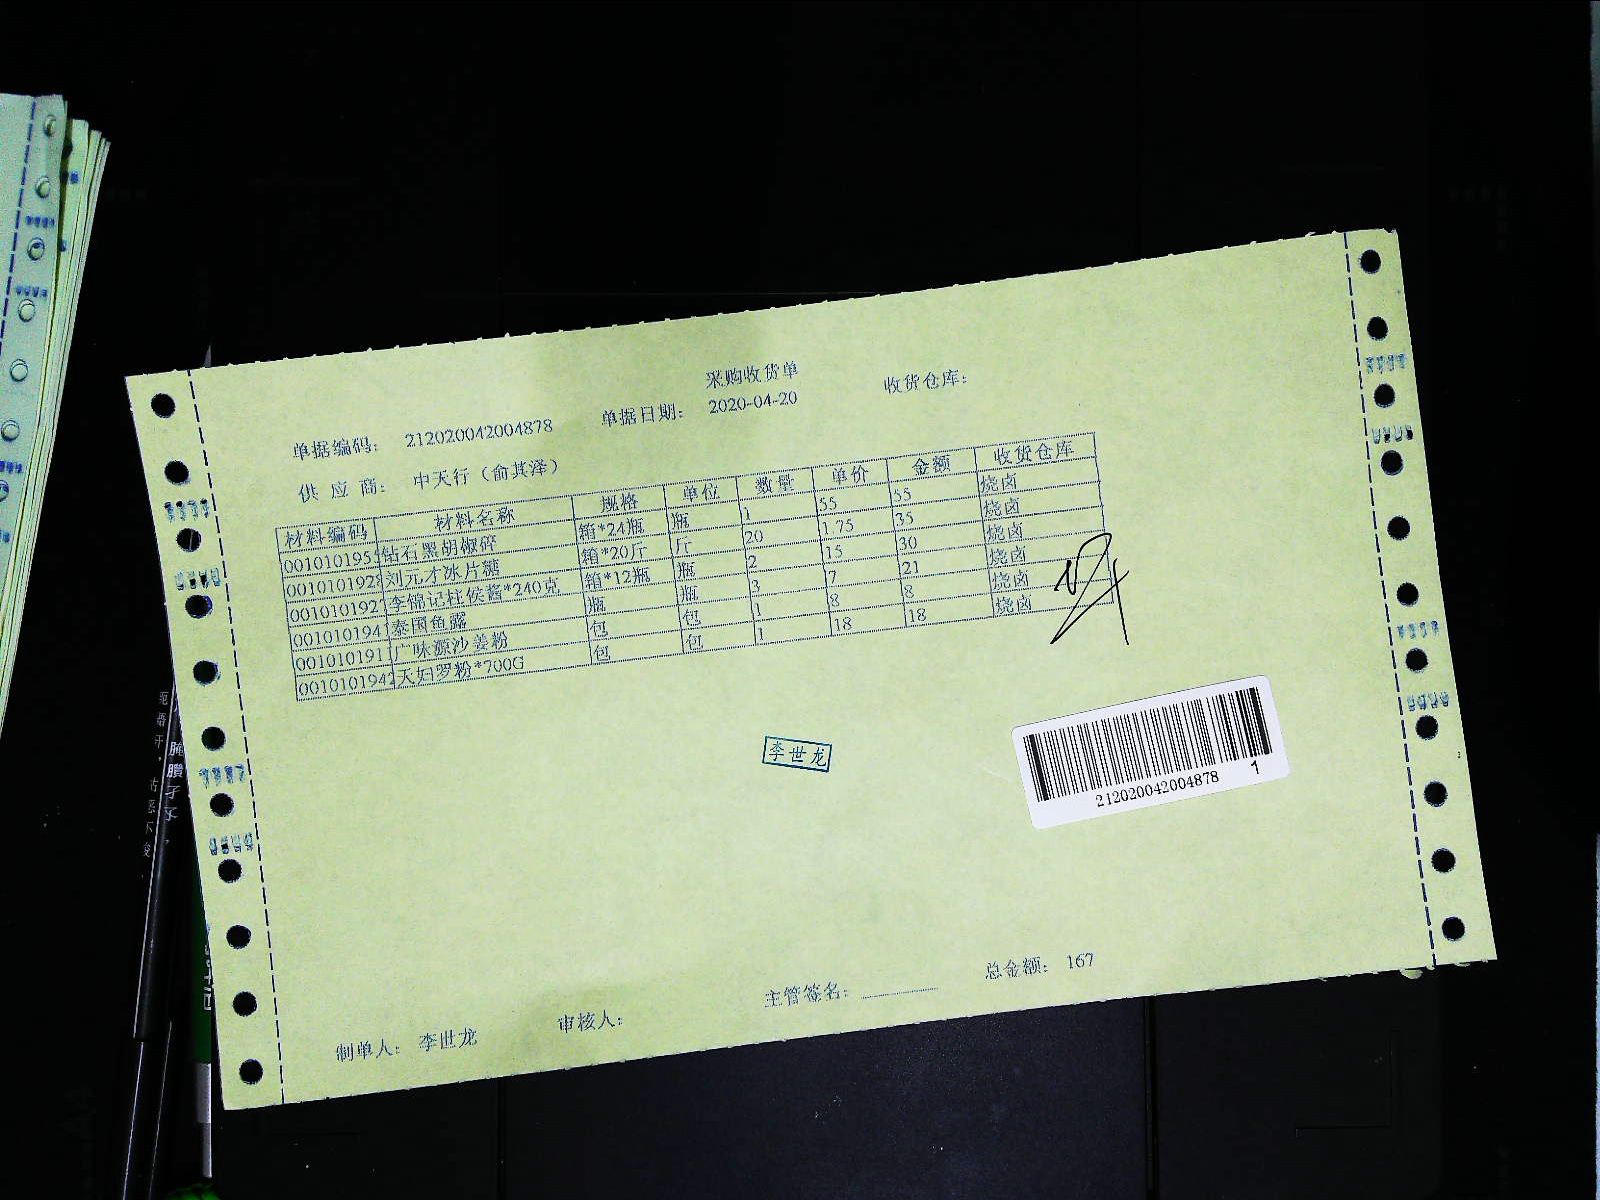 采购收货单
单据编码： 212020042004878 单据日期： 2020-04-20 收货仓库：
供 应 商： 中天行（俞其泽）
材料编码 材料名称 规格 单位 数量 单价 金额 收货仓库
001010195 钻石黑胡椒碎 箱*24瓶 瓶 1 55 55 烧卤
001010192 刘元才冰片糖 箱*20斤 斤 20 1.75 35 烧卤
001010192 李锦记柱侯酱*240克 箱*12瓶 瓶 2 15 30 烧卤
001010194 泰国鱼露 瓶 瓶 3 7 21 烧卤
001010191 广味源沙姜粉 包 包 1 8 8 烧卤
001010194 天妇罗粉*700G 包 包 1 18 18 烧卤
李世龙
212020042004878 1
制单人： 李世龙 审核人： 主管签名： 总金额： 167